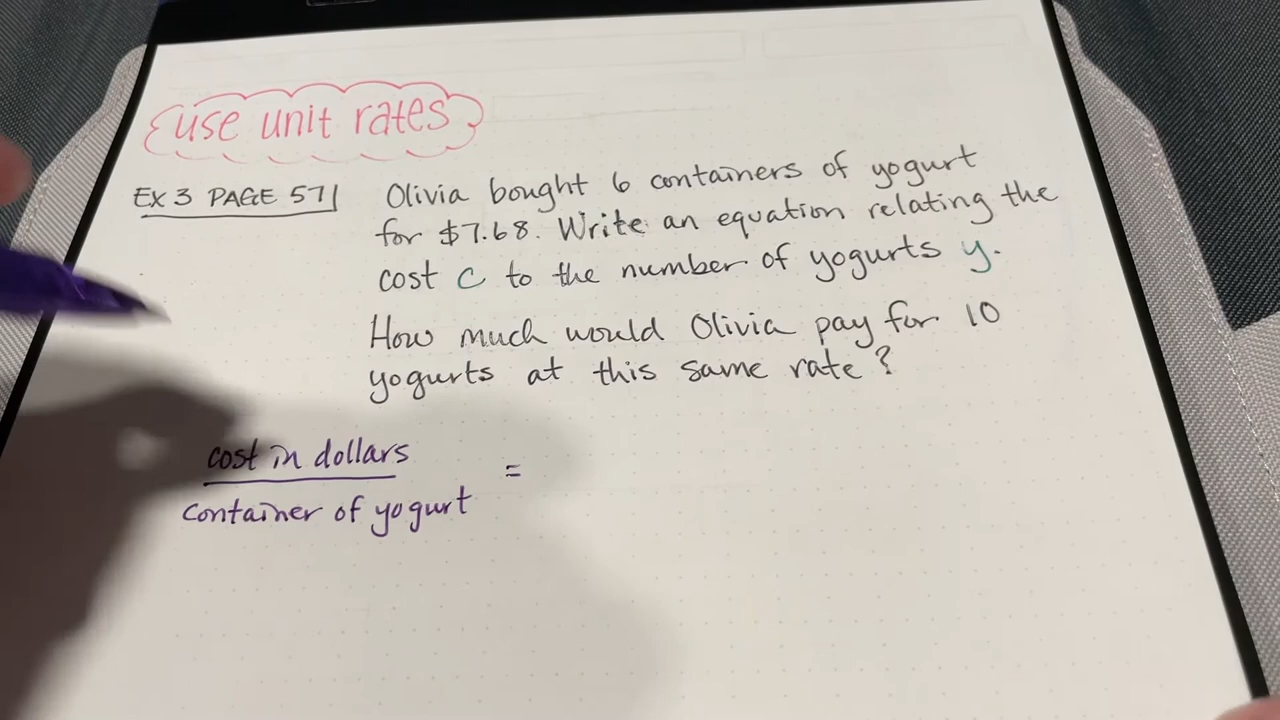 use unit rates
EX 3 PAGE 571
Olivia bought 6 containers of yogurt
for $7.68. Write an equation relating the
cost c to the number of yogurts y.
How much would Olivia pay for 10
yogurts at this same rate?
cost in dollars
=
container of yogurt